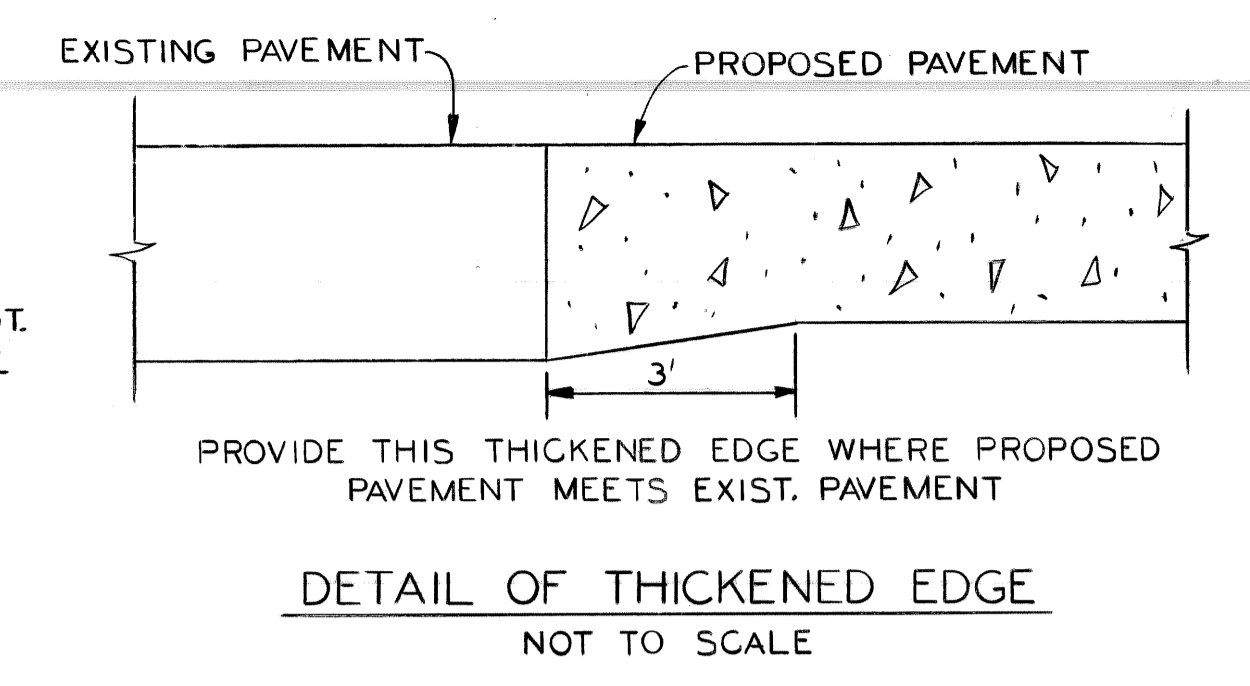 EXISTING PAVEMENT
PROPOSED PAVEMENT
T.
3'
PROVIDE THIS THICKENED EDGE WHERE PROPOSED
PAVEMENT MEETS EXIST. PAVEMENT
DETAIL OF THICKENED EDGE
NOT TO SCALE